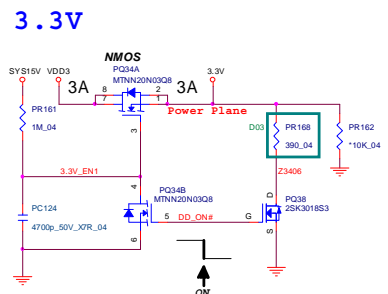 3.3V
NMOS
SYS15V
VDD3
PQ34A
MTNN20N03Q8
3.3V
3A
3A
8
7
2
1
Power Plane
3
PR161
1M_04
D03
PR168
390_04
PR162
*10K_04
3.3V_EN1
Z3406
4
PQ34B
MTNN20N03Q8
PQ38
2SK3018S3
PC124
4700p_50V_X7R_04
5
DD_ON#
G
D
S
6
ON